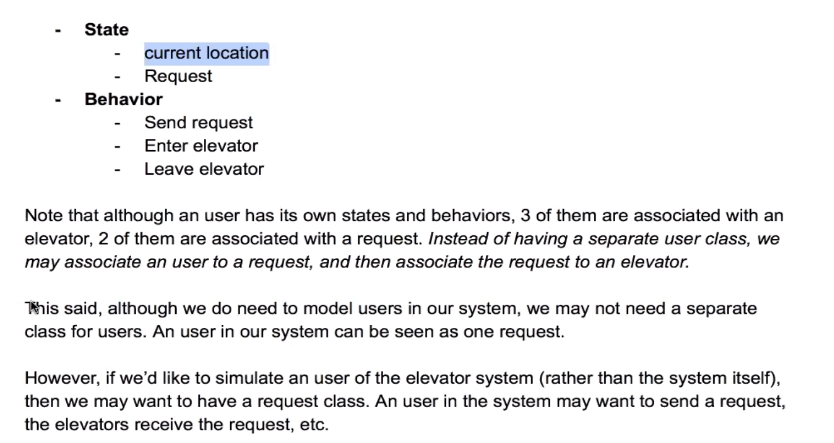 - State
- current location
- Request
- Behavior
- Send request
- Enter elevator
- Leave elevator
Note that although an user has its own states and behaviors, 3 of them are associated with an
elevator, 2 of them are associated with a request. Instead of having a separate user class, we
may associate an user to a request, and then associate the request to an elevator.
This said, although we do need to model users in our system, we may not need a separate
class for users. An user in our system can be seen as one request.
However, if we'd like to simulate an user of the elevator system (rather than the system itself),
then we may want to have a request class. An user in the system may want to send a request,
the elevators receive the request, etc.